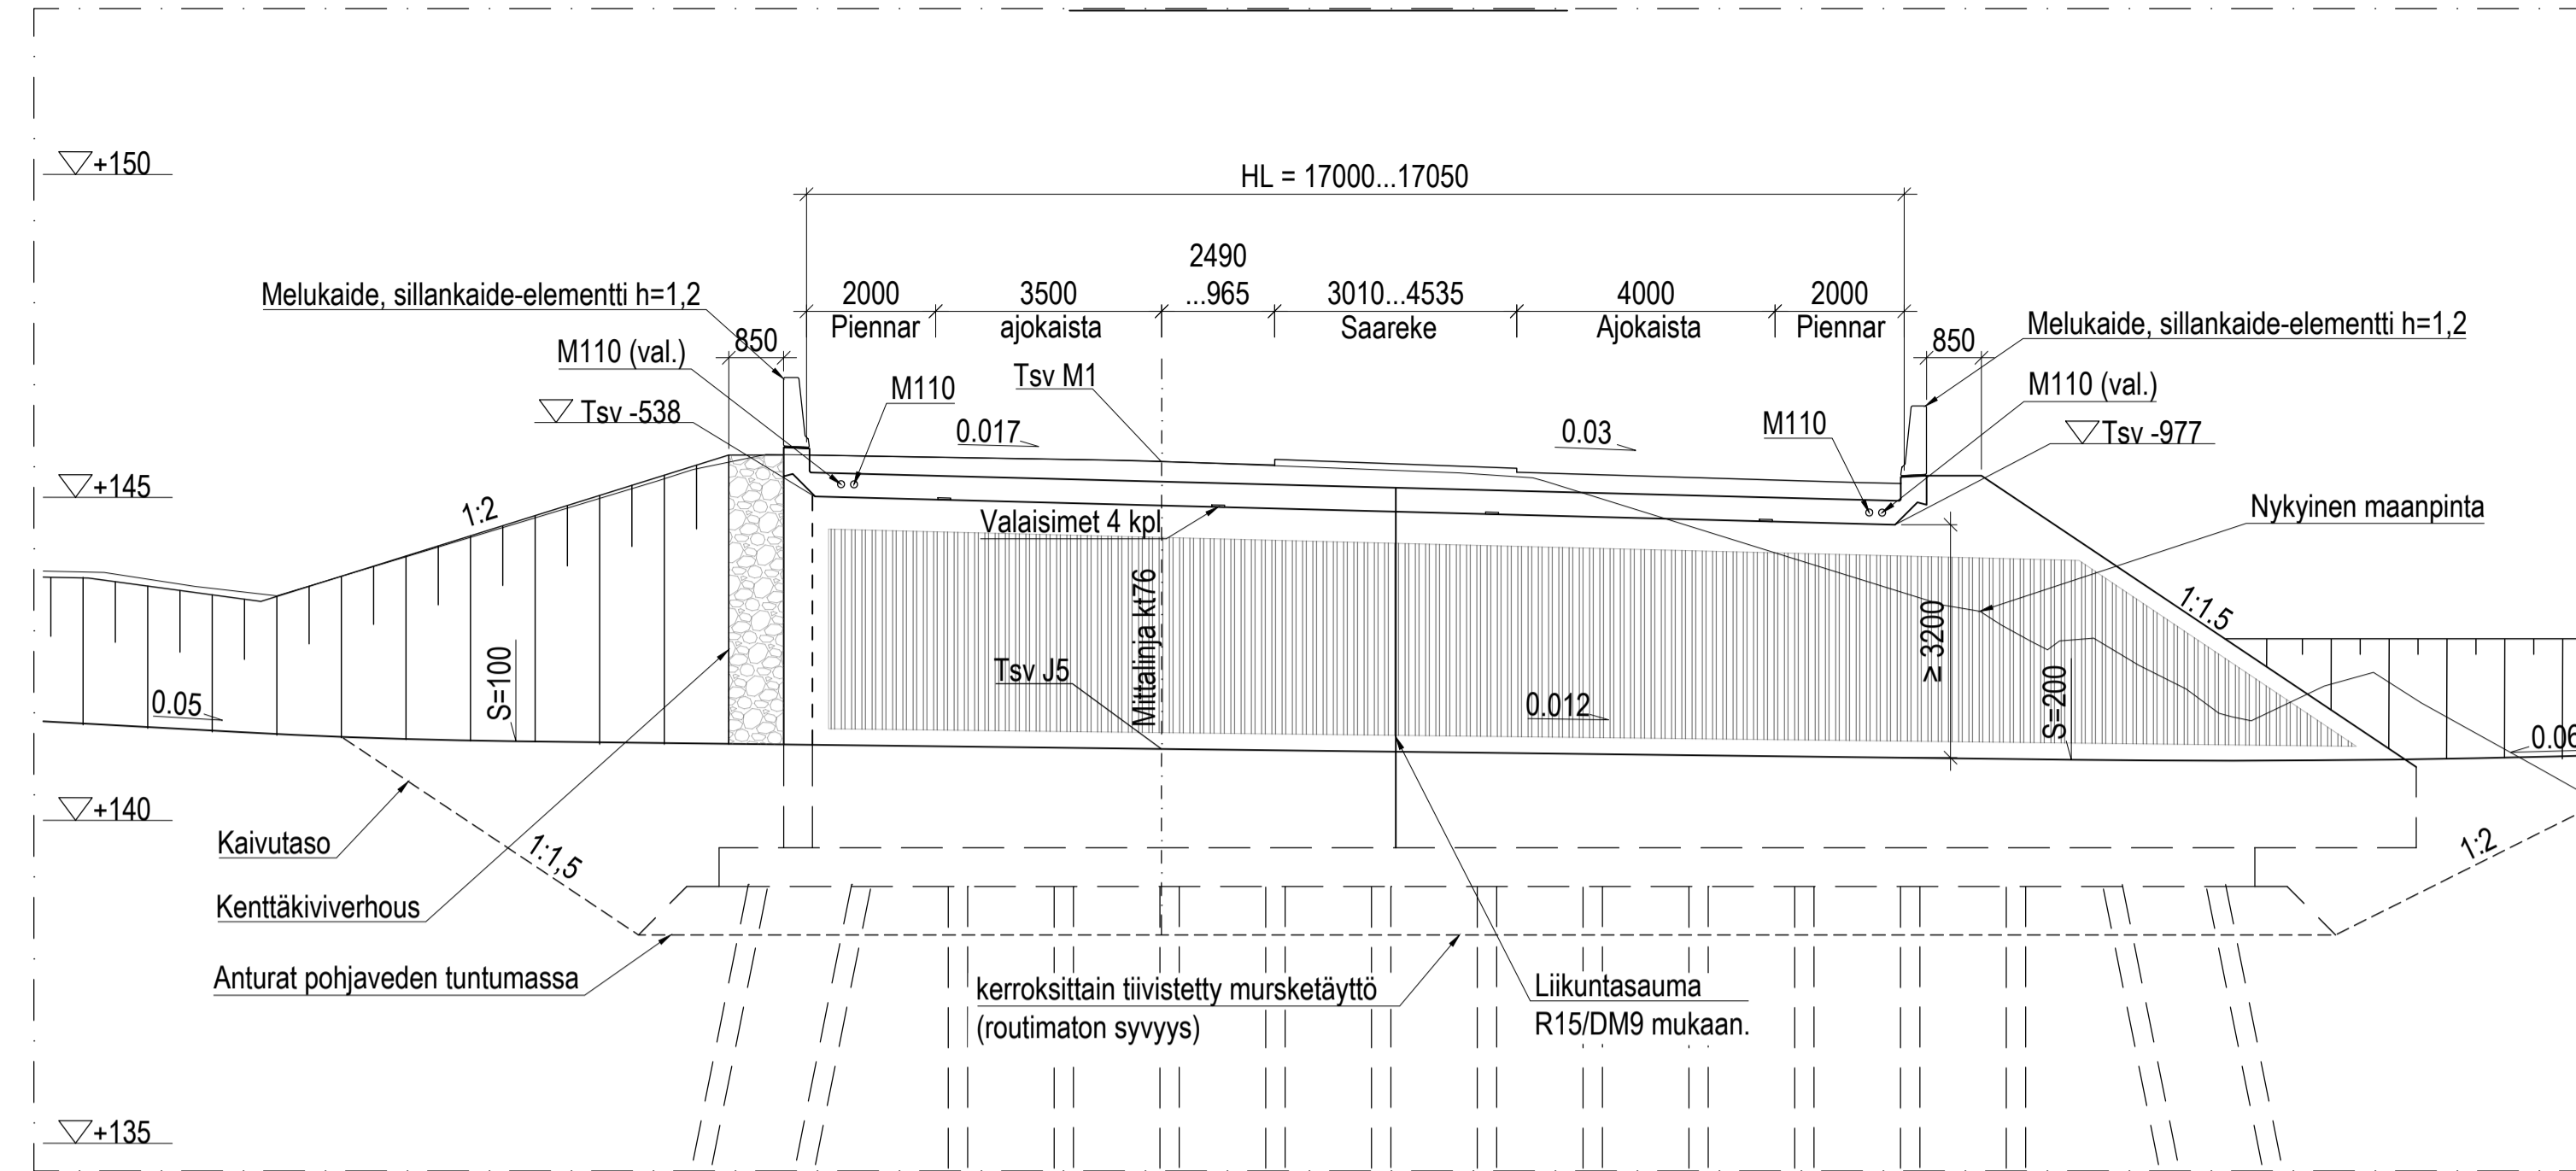 +150
HL = 17000...17050
2490
Melukaide, sillankaide-elementti h=1,2
2000
3500
...965
3010...4535
4000
2000
Piennar
ajokaista
Saareke
Ajokaista
Piennar
Melukaide, sillankaide-elementti h=1,2
850
850
M110 (val.)
M110
Tsv M1
M110 (val.)
Tsv -538
0.017
0.03
M110
Tsv -977
+145
1:2
Valaisimet 4 kpl
Nykyinen maanpinta
Mittalinja kt76
1:1.5
≥ 3200
S=100
Tsv J5
0.05
0.012
S=200
0.06
+140
Kaivutaso
1:1,5
1:2
Kenttäkiviverhous
Anturat pohjaveden tuntumassa
kerroksittain tiivistetty mursketäyttö
(routimaton syvyys)
Liikuntasauma
R15/DM9 mukaan.
+135